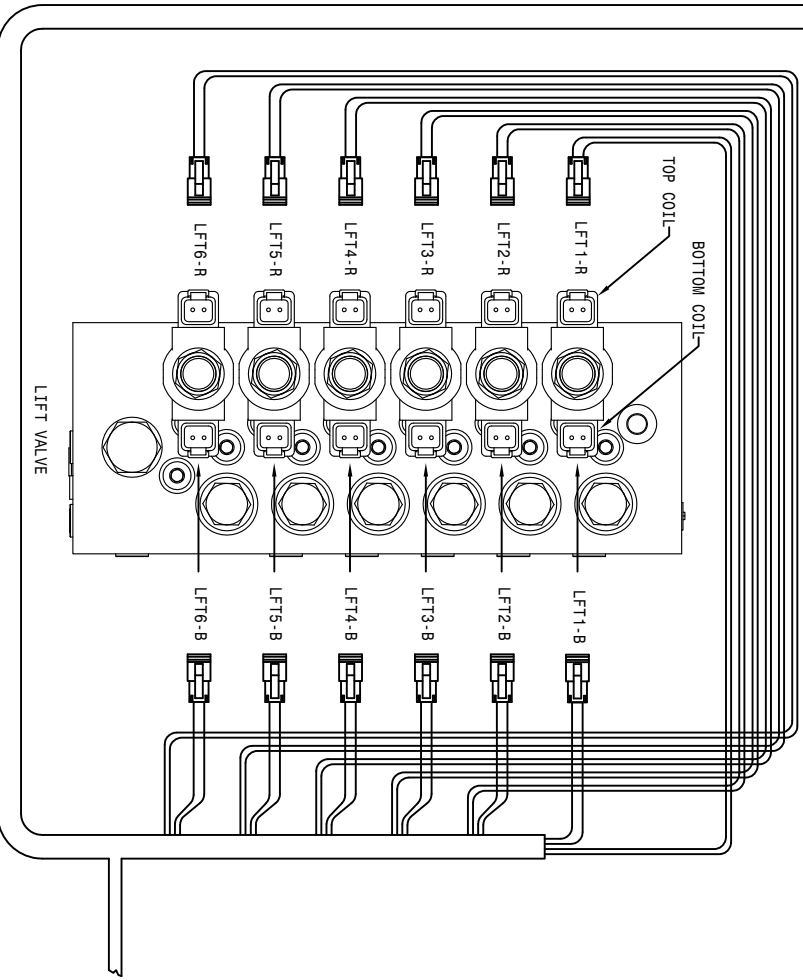 TOP COIL
BOTTOM COIL
LFT6-R
LFT5-R
LFT4-R
LFT3-R
LFT2-R
LFT1-R
LIFT VALVE
LFT6-B
LFT5-B
LFT4-B
LFT3-B
LFT2-B
LFT1-B